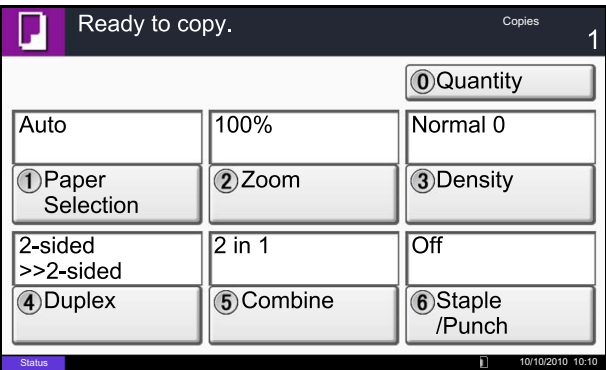 Ready to copy.
Copies
1
0 Quantity
Auto
100%
Normal 0
1 Paper
Selection
2 Zoom
3 Density
2-sided
>>2-sided
2 in 1
Off
4 Duplex
5 Combine
6 Staple
/Punch
Status
10/10/2010 10:10